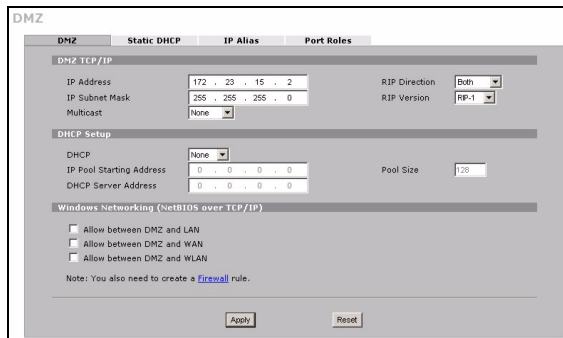 DMZ
DMZ Static DHCP IP Alias Port Roles
DMZ TCP/IP
IP Address 172 . 23 . 15 . 2 RIP Direction Both
IP Subnet Mask 255 . 255 . 255 . 0 RIP Version RIP-1
Multicast None
DHCP Setup
DHCP None
IP Pool Starting Address 0 . 0 . 0 . 0 Pool Size 128
DHCP Server Address 0 . 0 . 0 . 0
Windows Networking (NetBIOS over TCP/IP)
Allow between DMZ and LAN
Allow between DMZ and WAN
Allow between DMZ and WLAN
Note: You also need to create a Firewall rule.
Apply Reset